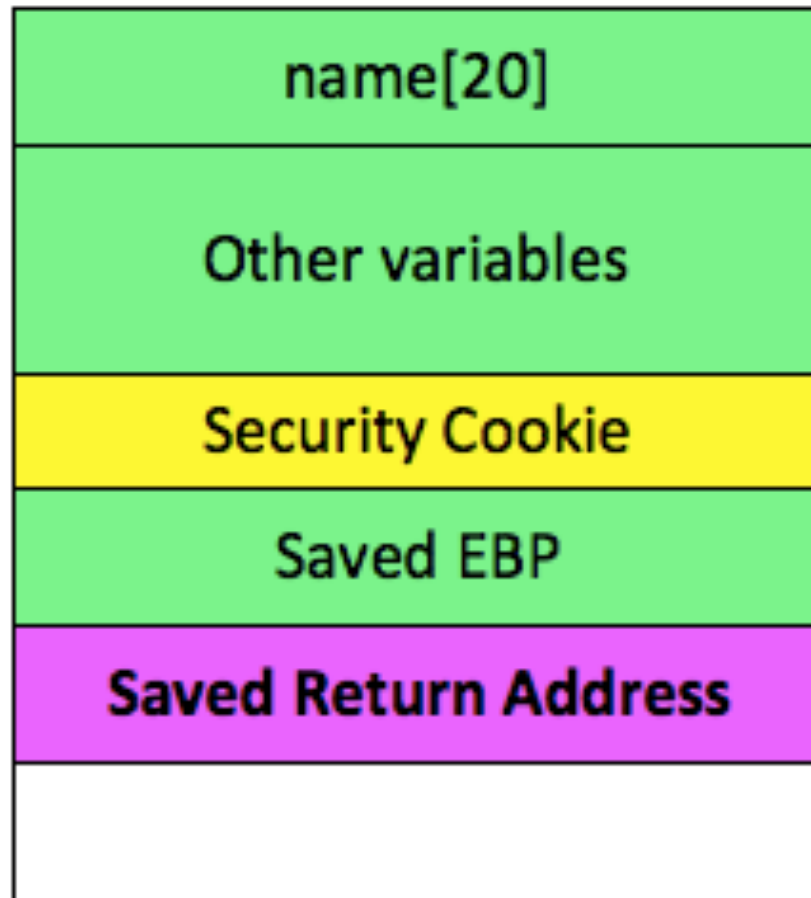 name[20]
Other variables
Security Cookie
Saved EBP
Saved Return Address